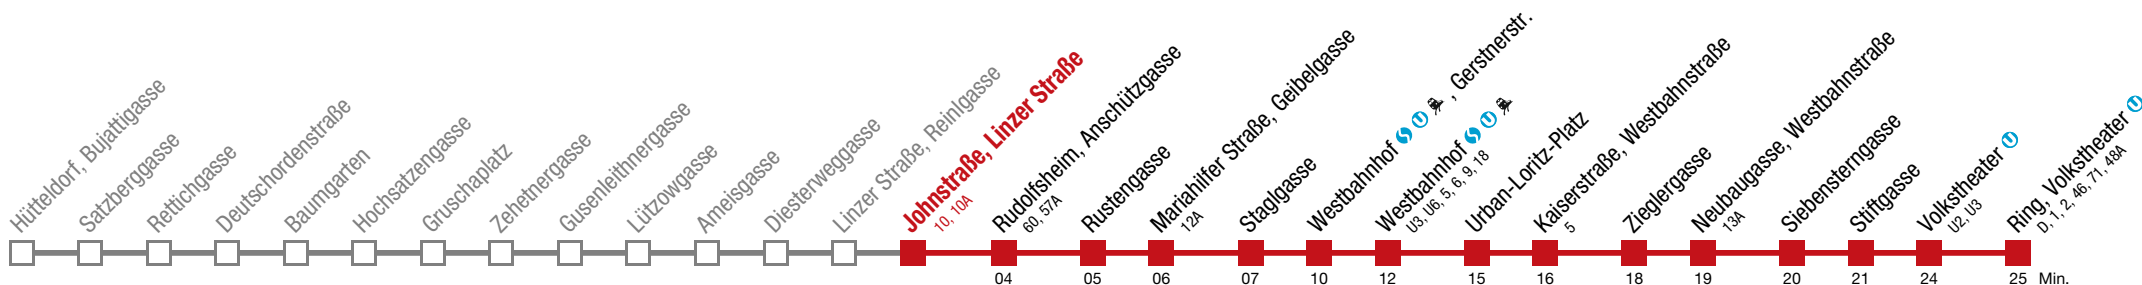 Hütteldorf, Bujattigasse
Satzberggasse
Rettichgasse
Deutschordenstraße
Baumgarten
Hochsatzengasse
Gruschaplatz
Zehetnergasse
Gusenleithnergasse
Lützowgasse
Ameisgasse
Diesterweggasse
Linzer Straße, Reinlgasse
Johnstraße, Linzer Straße
10, 10A
Rudolfsheim, Anschützgasse
60, 57A
Rustengasse
Mariahilfer Straße, Geibelgasse
12A
Staglgasse
Westbahnhof S U , Gerstnerstr.
Westbahnhof S U
U3, U6, 5, 6, 9, 18
Urban-Loritz-Platz
Kaiserstraße, Westbahnstraße
5
Zieglergasse
Neubaugasse, Westbahnstraße
13A
Siebensterngasse
Stiftgasse
Volkstheater U
U2, U3
Ring, Volkstheater U
D, 1, 2, 46, 71, 48A
04 05 06 07 10 12 15 16 18 19 20 21 24 25 Min.